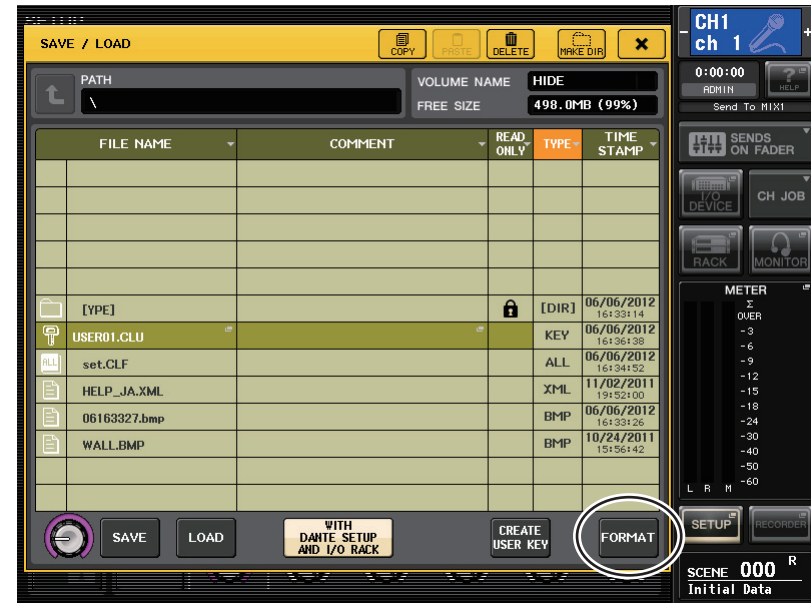 SETUP
SAVE / LOAD
COPY
PASTE
DELETE
MAKE DIR
PATH
\
VOLUME NAME HIDE
FREE SIZE 498.0MB (99%)
FILE NAME COMMENT READ ONLY TYPE TIME STAMP
[YPE] [DIR] 06/06/2012 16:33:14
USER01.CLU KEY 06/06/2012 16:36:38
ALL set.CLF ALL 06/06/2012 16:34:52
HELP_JA.XML XML 11/02/2011 19:52:00
06163327.bmp BMP 06/06/2012 16:33:26
WALL.BMP BMP 10/24/2011 15:56:42
SAVE
LOAD
WITH
DANTE SETUP
AND I/O RACK
CREATE
USER KEY
FORMAT
CH1
- ch 1 +
0:00:00
ADMIN
?
HELP
Send To MIX1
SENDS
ON FADER
I/O
DEVICE
CH JOB
RACK
MONITOR
METER
Σ
OVER
-3
-6
-9
-12
-15
-18
-24
-30
-40
-50
-60
L R M
SETUP
RECORDER
SCENE 000 R
Initial Data